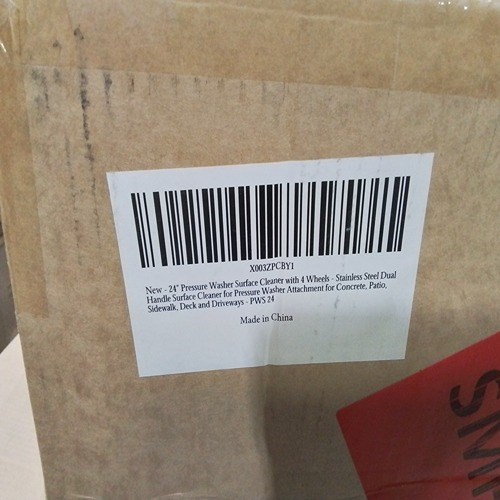 X003ZPCBY1
New - 24" Pressure Washer Surface Cleaner with 4 Wheels - Stainless Steel Dual
Handle Surface Cleaner for Pressure Washer Attachment for Concrete, Patio,
Sidewalk, Deck and Driveways - PWS 24
Made in China